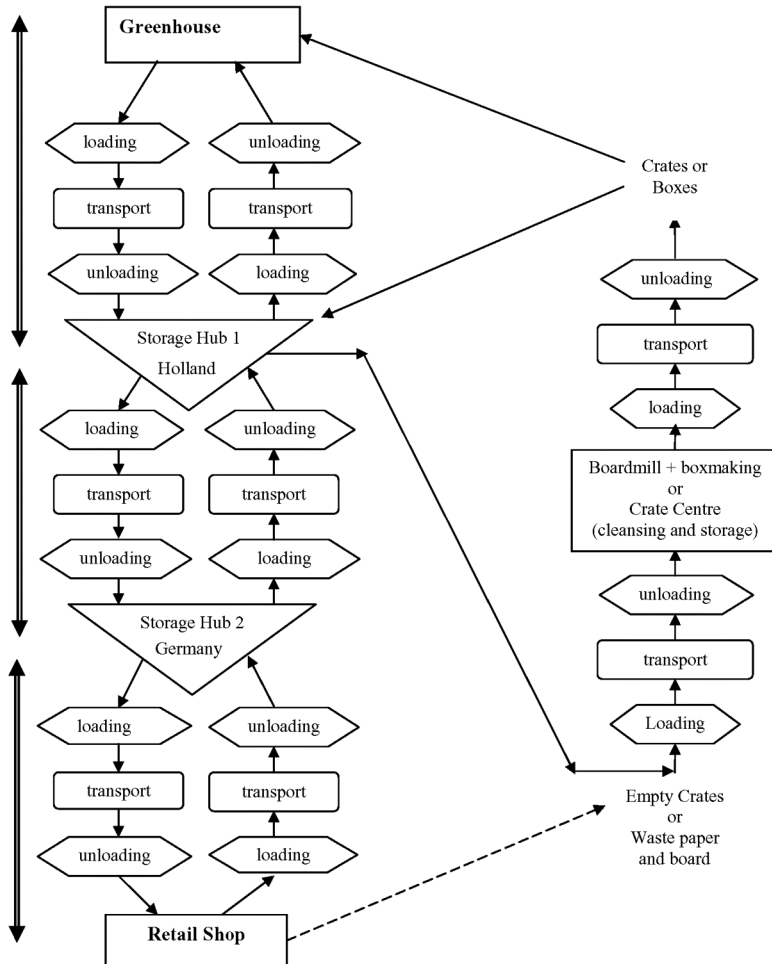 Greenhouse
loading
unloading
transport
transport
unloading
loading
Storage Hub 1
Holland
loading
unloading
transport
transport
unloading
loading
Storage Hub 2
Germany
loading
unloading
transport
transport
unloading
loading
Retail Shop
Crates or
Boxes
unloading
transport
loading
Boardmill + boxmaking
or
Crate Centre
(cleansing and storage)
unloading
transport
Loading
Empty Crates
or
Waste paper
and board